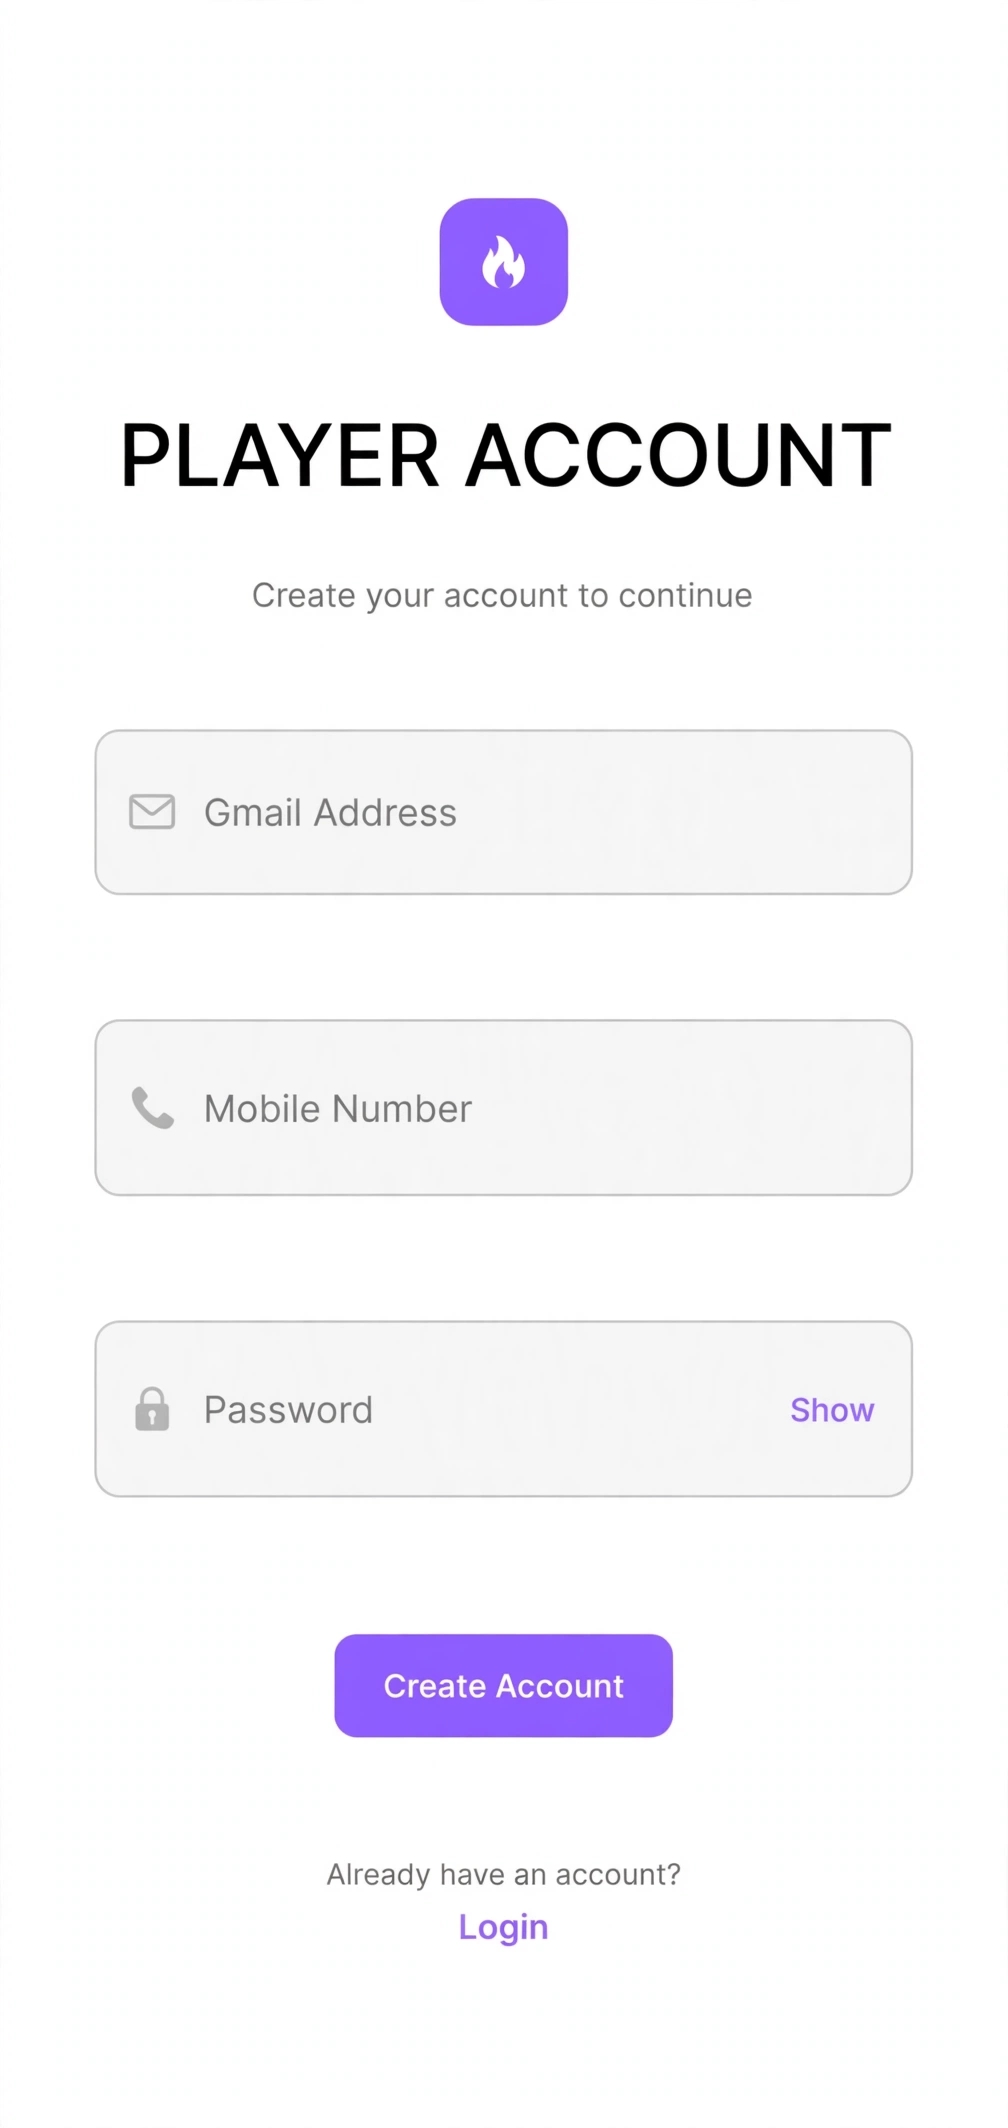 PLAYER ACCOUNT
Create your account to continue
Gmail Address
Mobile Number
Password
Show
Create Account
Already have an account?
Login